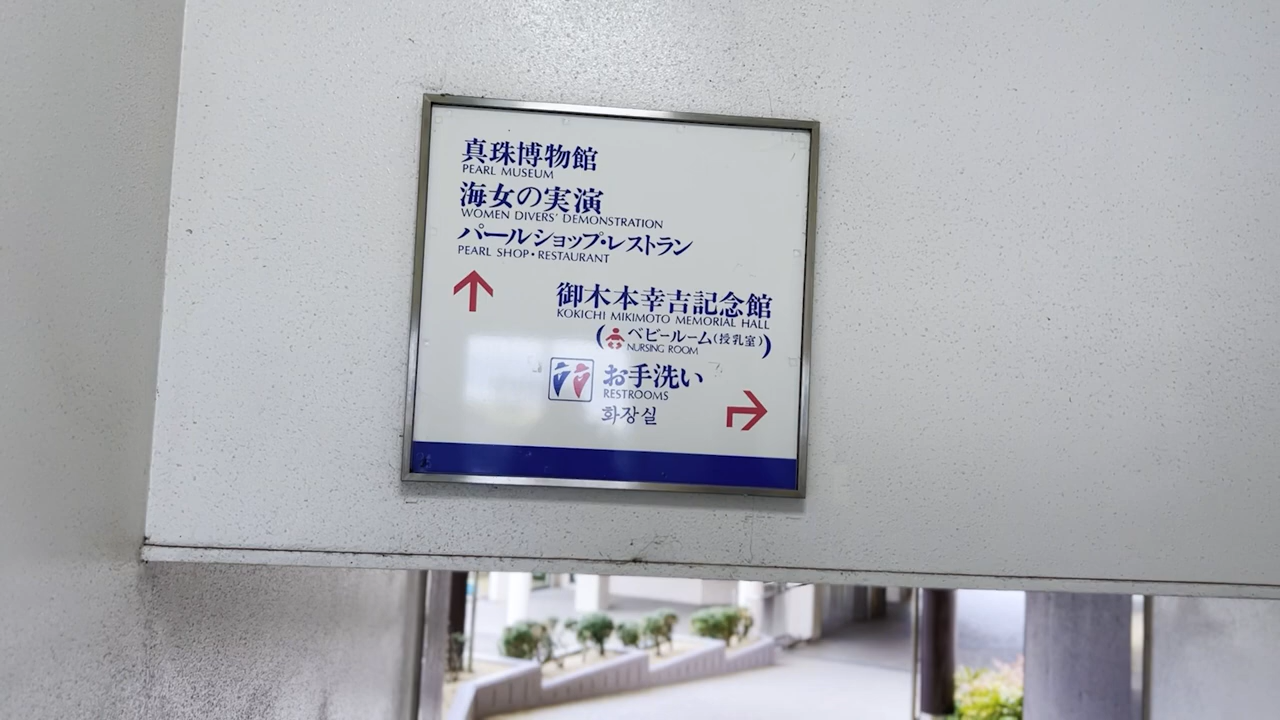 真珠博物館
PEARL MUSEUM
海女の実演
WOMEN DIVERS' DEMONSTRATION
パールショップ・レストラン
PEARL SHOP・RESTAURANT
御木本幸吉記念館
KOKICHI MIKIMOTO MEMORIAL HALL
(ベビールーム(授乳室))
NURSING ROOM
お手洗い
RESTROOMS
화장실